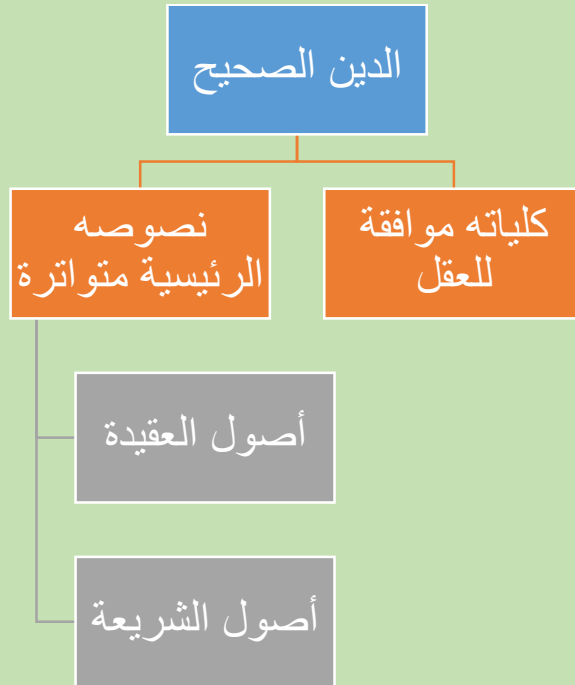 الدين الصحيح
كلياته موافقة
للعقل
نصوصه
الرئيسية متواترة
أصول العقيدة
أصول الشريعة